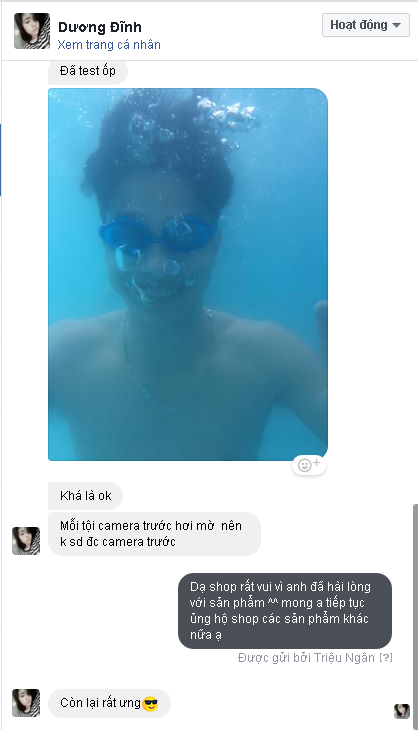 Dương Đĩnh
Hoạt động
Xem trang cá nhân
Đã test ốp
Khá là ok
Mỗi tội camera trước hơi mờ nên
k sd đc camera trước
Dạ shop rất vui vì anh đã hài lòng
với sản phẩm ^^ mong a tiếp tục
ủng hộ shop các sản phẩm khác
nữa ạ
Được gửi bởi Triệu Ngân [?]
Còn lại rất ưng😎